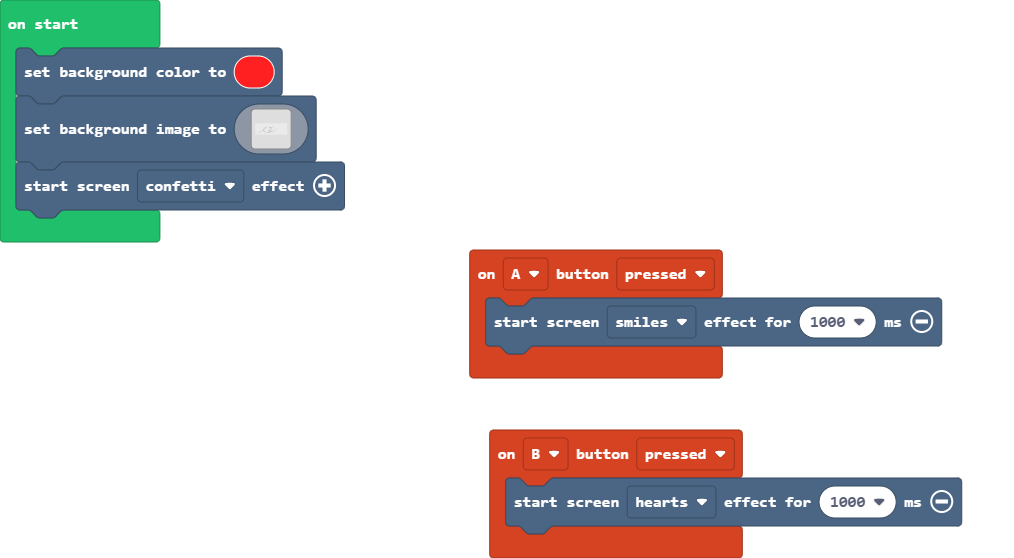 on start
set background color to
set background image to
start screen confetti effect
on A button pressed
start screen smiles effect for 1000 ms
on B button pressed
start screen hearts effect for 1000 ms